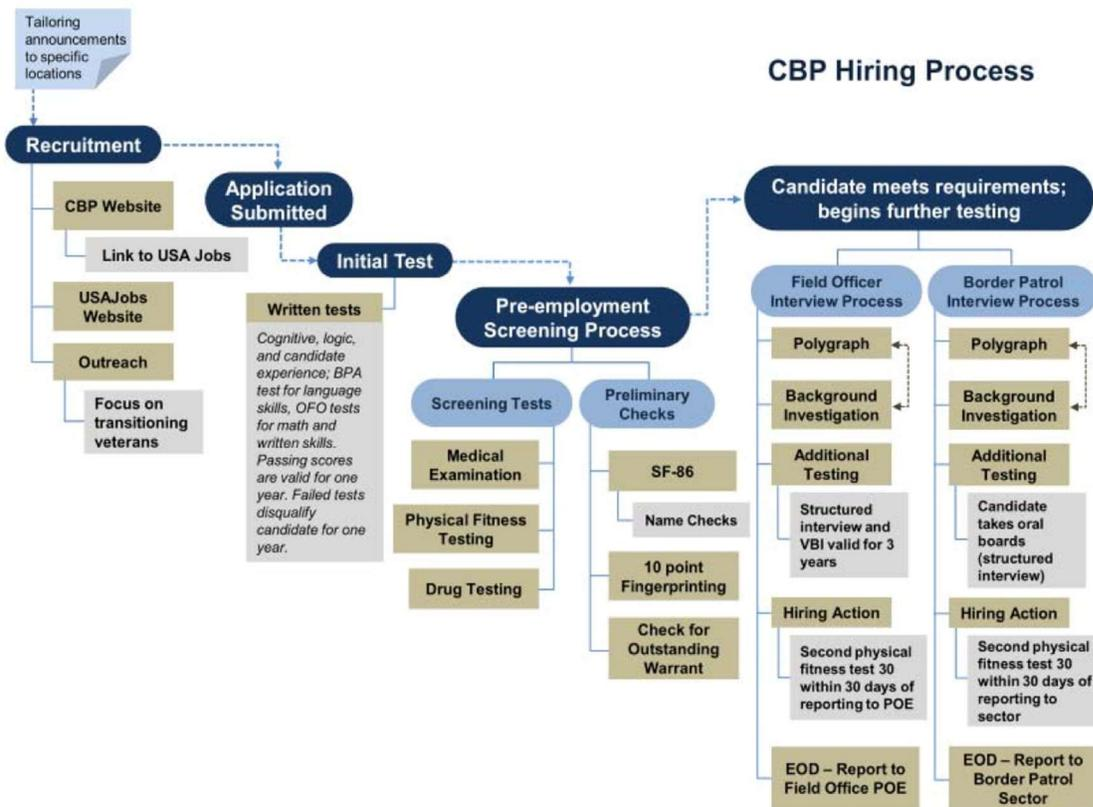 Tailoring
announcements
to specific
locations
CBP Hiring Process
Recruitment
CBP Website
Link to USA Jobs
USAJobs
Website
Outreach
Focus on
transitioning
veterans
Application
Submitted
Initial Test
Written tests
Cognitive, logic,
and candidate
experience; BPA
test for language
skills, OFO tests
for math and
written skills.
Passing scores
are valid for one
year. Failed tests
disqualify
candidate for one
year.
Pre-employment
Screening Process
Screening Tests
Medical
Examination
Physical Fitness
Testing
Drug Testing
Preliminary
Checks
SF-86
Name Checks
10 point
Fingerprinting
Check for
Outstanding
Warrant
Candidate meets requirements;
begins further testing
Field Officer
Interview Process
Polygraph
Background
Investigation
Additional
Testing
Structured
interview and
VBI valid for 3
years
Hiring Action
Second physical
fitness test 30
within 30 days of
reporting to POE
EOD – Report to
Field Office POE
Border Patrol
Interview Process
Polygraph
Background
Investigation
Additional
Testing
Candidate
takes oral
boards
(structured
interview)
Hiring Action
Second physical
fitness test 30
within 30 days of
reporting to
sector
EOD – Report to
Border Patrol
Sector